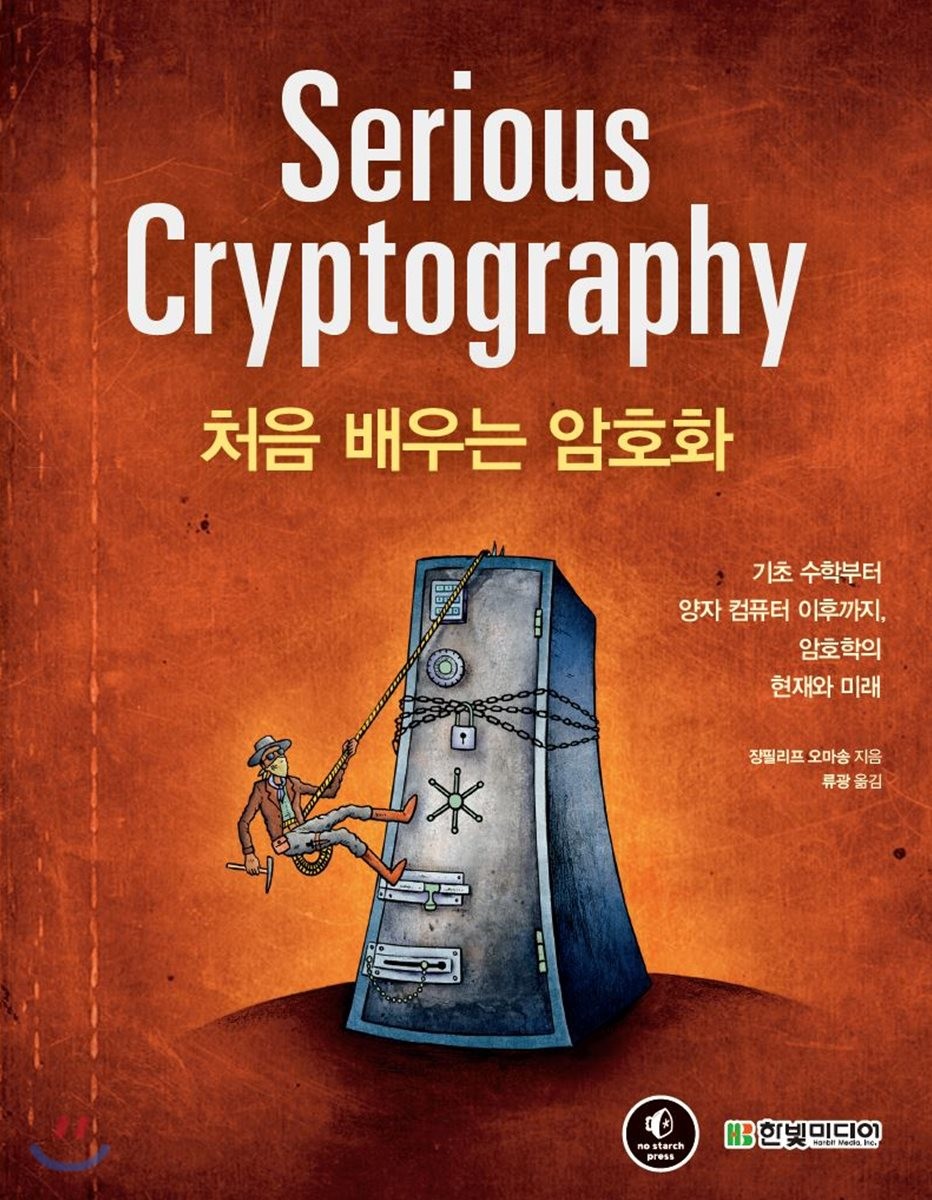 Serious
Cryptography
처음 배우는 암호화
기초 수학부터
양자 컴퓨터 이후까지,
암호학의
현재와 미래
장필리프 오마송 지음
류광 옮김
no starch
press
HB 한빛미디어
Hanbit Media, Inc.